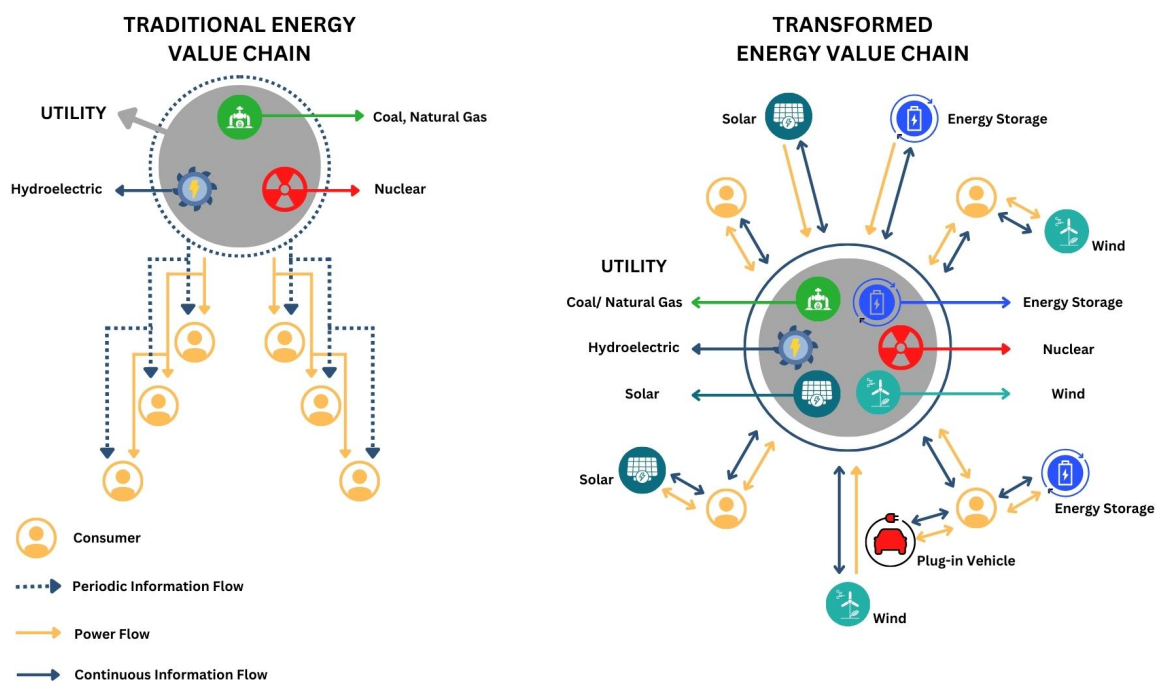 TRADITIONAL ENERGY
VALUE CHAIN
UTILITY
Coal, Natural Gas
Hydroelectric
Nuclear
Consumer
Periodic Information Flow
Power Flow
Continuous Information Flow
TRANSFORMED
ENERGY VALUE CHAIN
Solar
Energy Storage
Wind
UTILITY
Coal/ Natural Gas
Energy Storage
Hydroelectric
Nuclear
Solar
Wind
Solar
Energy Storage
Plug-in Vehicle
Wind